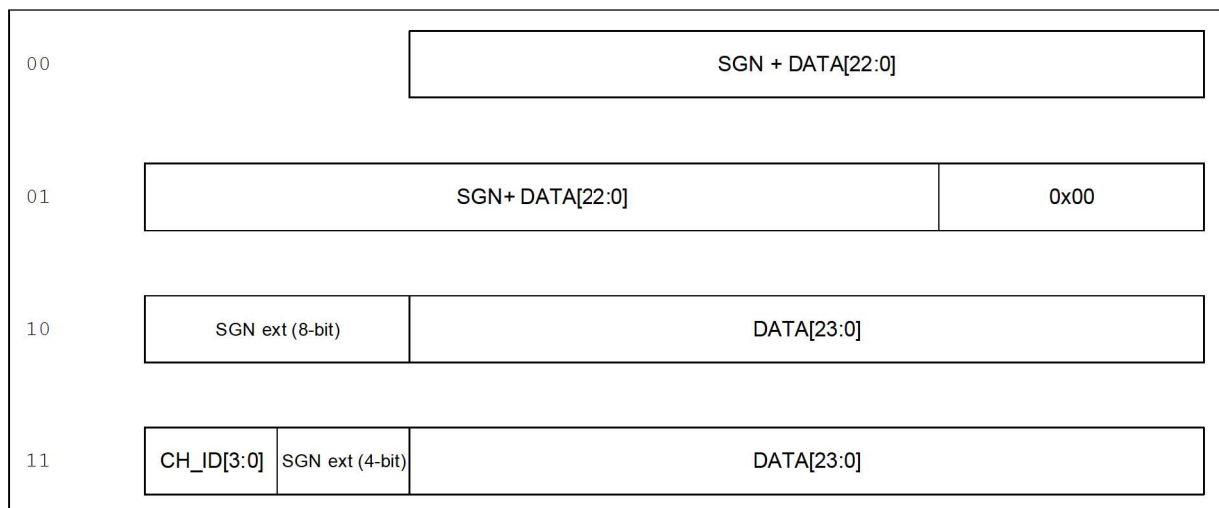 00 SGN + DATA[22:0]
01 SGN+ DATA[22:0] 0x00
10 SGN ext (8-bit) DATA[23:0]
11 CH_ID[3:0] SGN ext (4-bit) DATA[23:0]